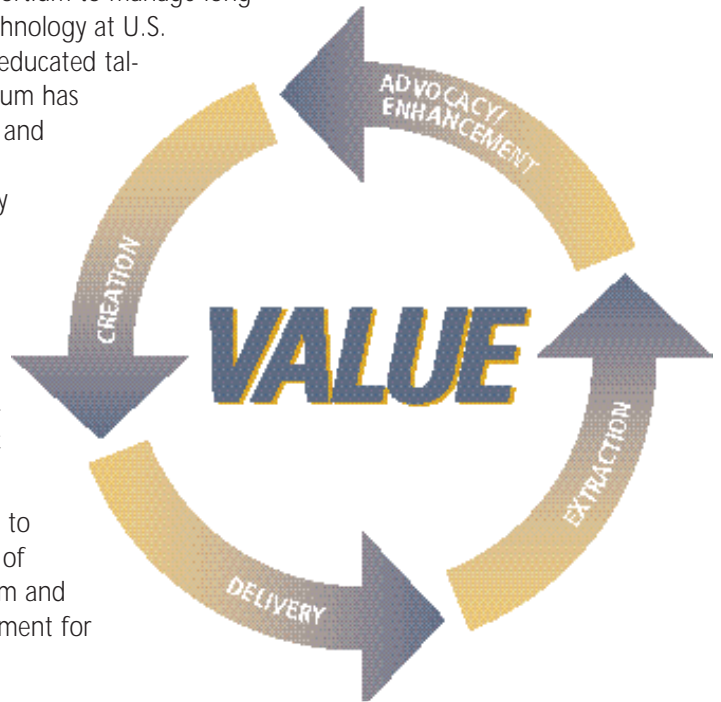 ertium to manage long
chnology at U.S.
educated tal-
um has
and
y
to
of
m and
ment for
ADVOCACY/
ENHANCEMENT
CREATION
VALUE
EXTRACTION
DELIVERY